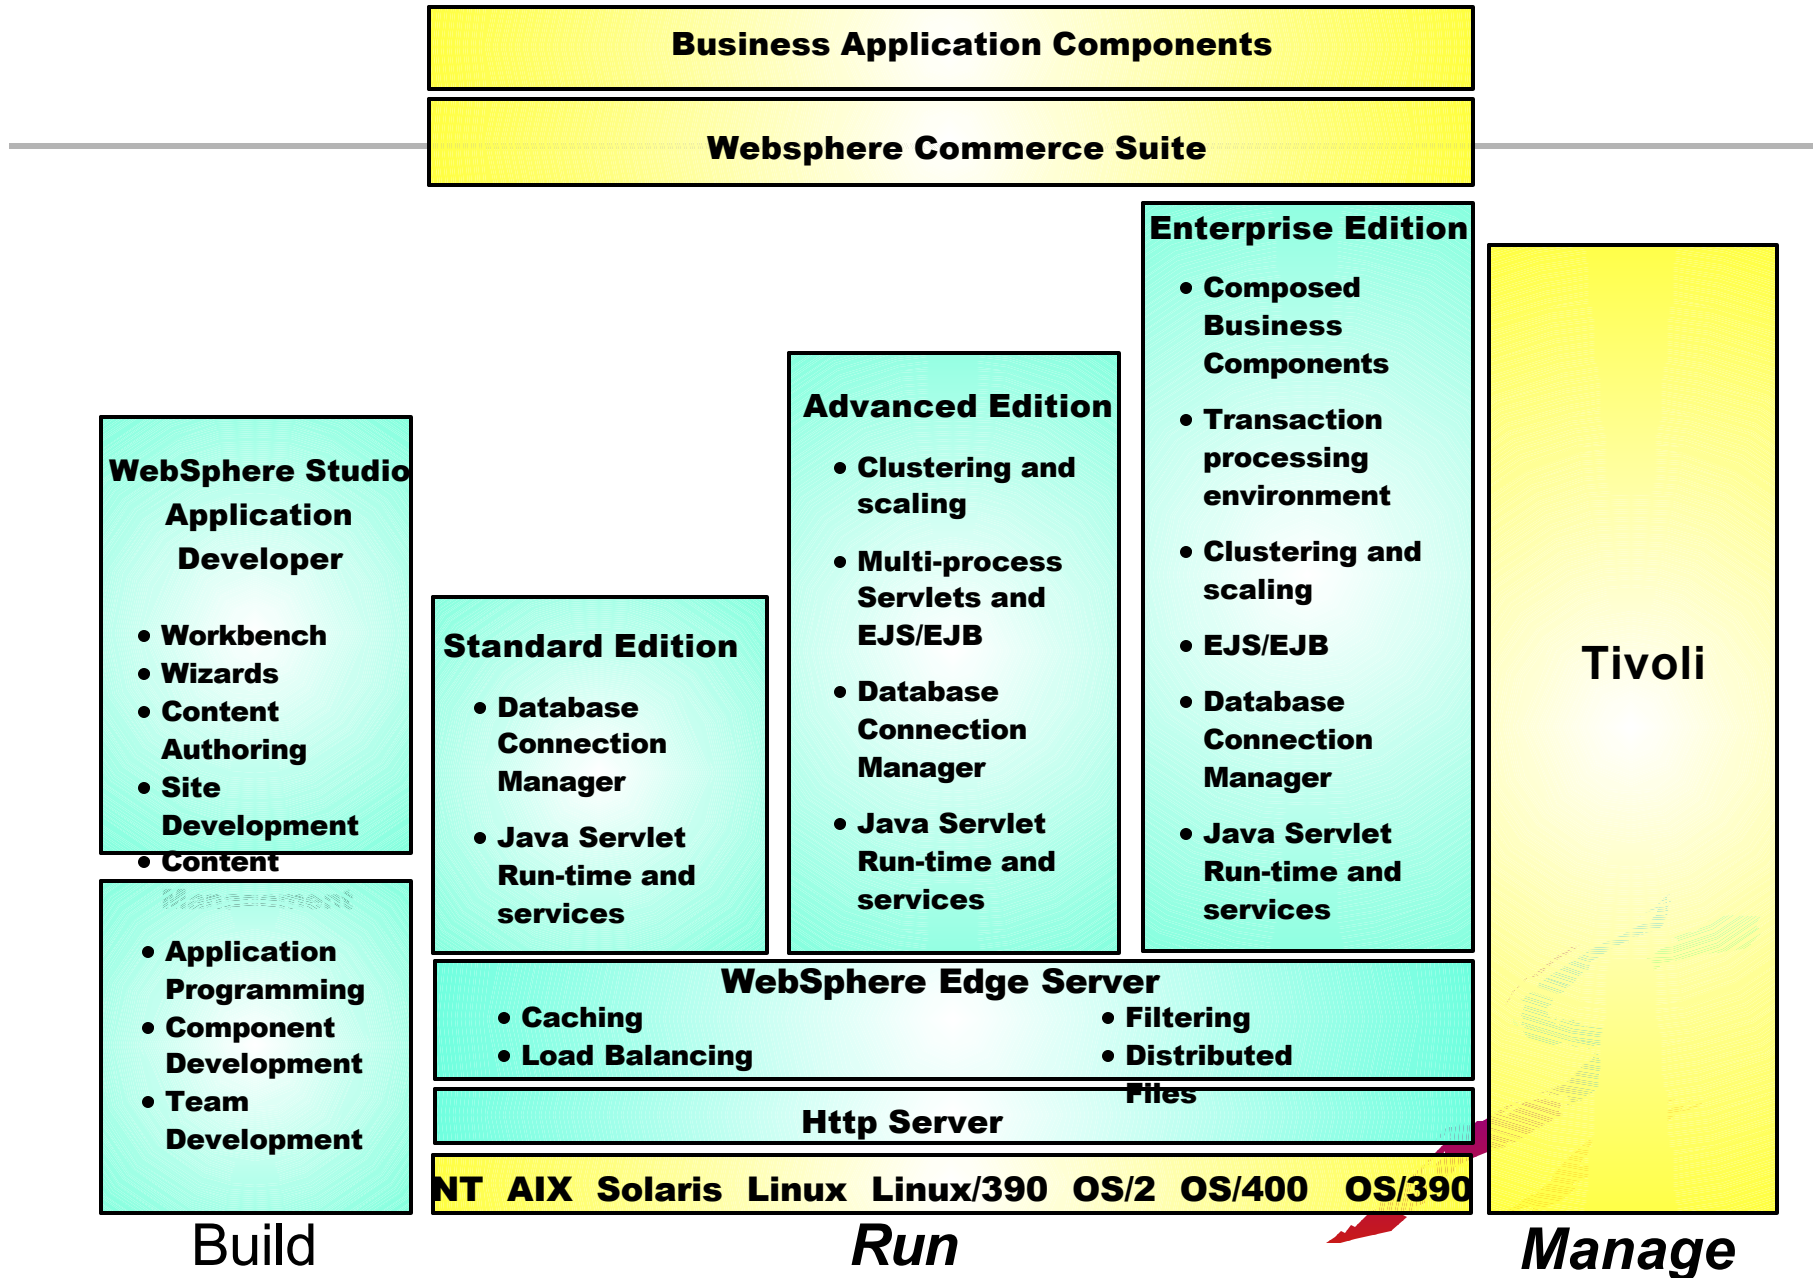 Business Application Components
Websphere Commerce Suite
WebSphere Studio
Application
Developer
• Workbench
• Wizards
• Content
Authoring
• Site
Development
• Content
Management
• Application
Programming
• Component
Development
• Team
Development
Standard Edition
• Database
Connection
Manager
• Java Servlet
Run-time and
services
Advanced Edition
• Clustering and
scaling
• Multi-process
Servlets and
EJS/EJB
• Database
Connection
Manager
• Java Servlet
Run-time and
services
Enterprise Edition
• Composed
Business
Components
• Transaction
processing
environment
• Clustering and
scaling
• EJS/EJB
• Database
Connection
Manager
• Java Servlet
Run-time and
services
Tivoli
WebSphere Edge Server
• Caching
• Load Balancing
• Filtering
• Distributed
Files
Http Server
NT AIX Solaris Linux Linux/390 OS/2 OS/400 OS/390
Build
Run
Manage